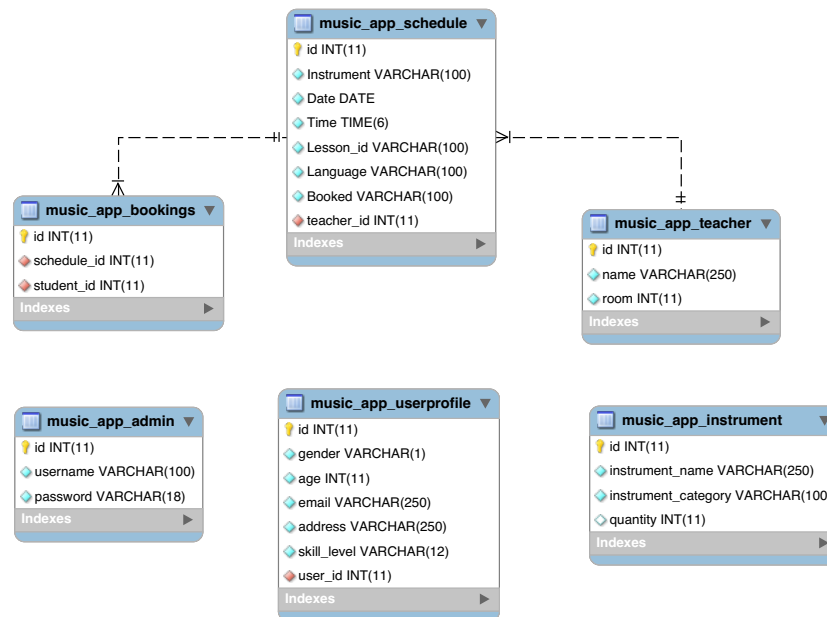 music_app_schedule
id INT(11)
Instrument VARCHAR(100)
Date DATE
Time TIME(6)
Lesson_id VARCHAR(100)
Language VARCHAR(100)
Booked VARCHAR(100)
teacher_id INT(11)
Indexes
music_app_bookings
id INT(11)
schedule_id INT(11)
student_id INT(11)
Indexes
music_app_teacher
id INT(11)
name VARCHAR(250)
room INT(11)
Indexes
music_app_admin
id INT(11)
username VARCHAR(100)
password VARCHAR(18)
Indexes
music_app_userprofile
id INT(11)
gender VARCHAR(1)
age INT(11)
email VARCHAR(250)
address VARCHAR(250)
skill_level VARCHAR(12)
user_id INT(11)
Indexes
music_app_instrument
id INT(11)
instrument_name VARCHAR(250)
instrument_category VARCHAR(100
quantity INT(11)
Indexes